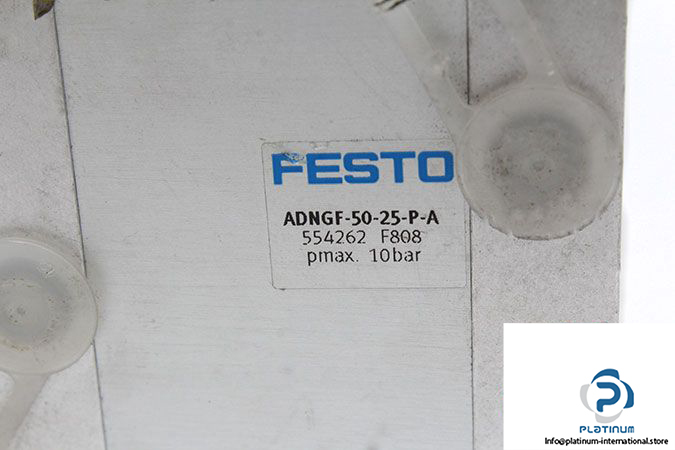 FESTO
ADNGF-50-25-P-A
554262 F808
pmax. 10bar
PLATINUM
Info@platinum-international.store